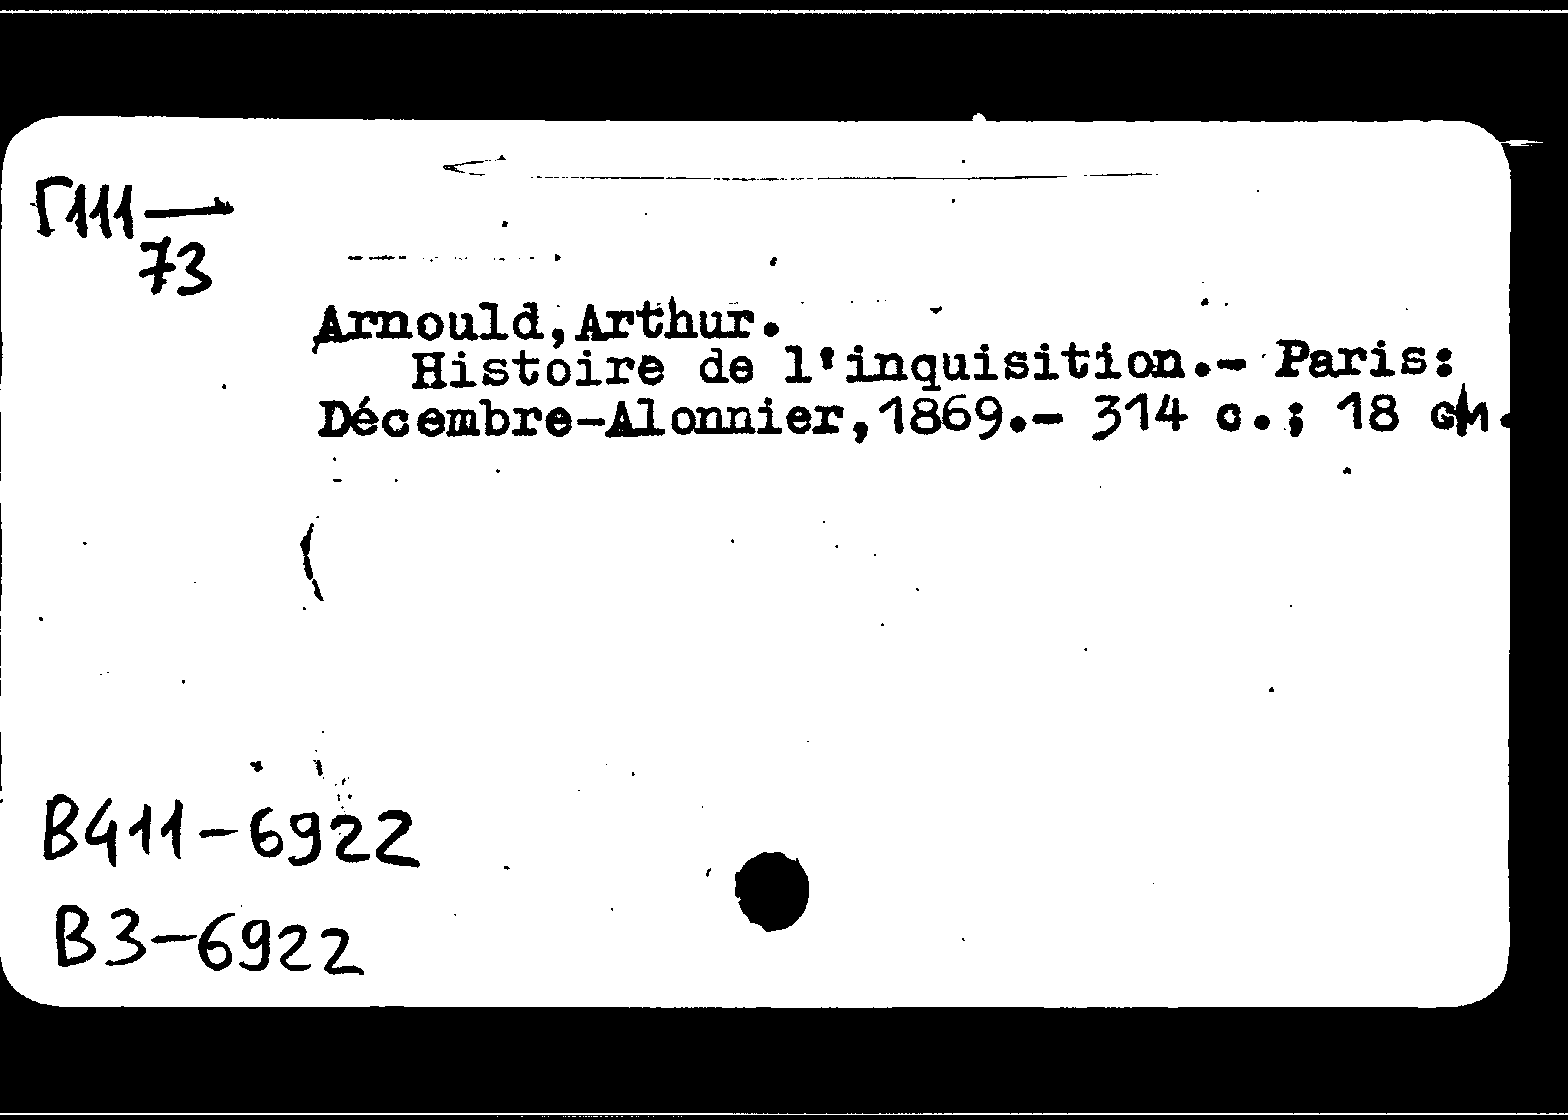 Г111—
73
Arnould,Arthur.
Histoire de l'inquisition.- Paris:
Décembre-Alonnier,1869.- 314 с.; 18 см.
В411-6922
В3-6922